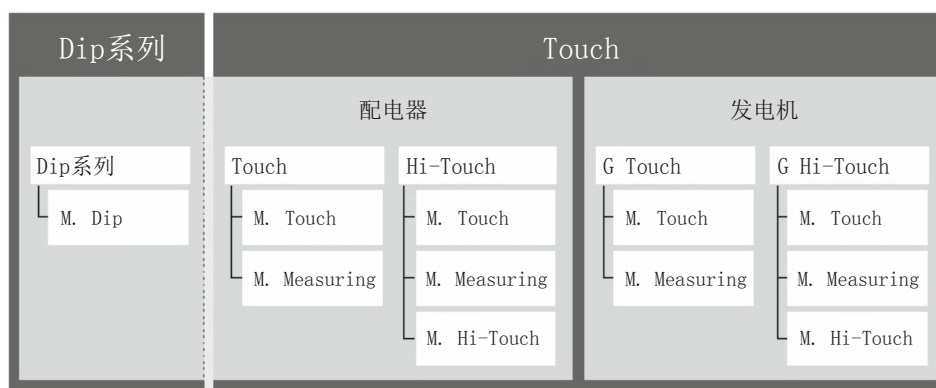 Dip系列
Touch
配电器
发电机
Dip系列
M. Dip
Touch
M. Touch
M. Measuring
Hi-Touch
M. Touch
M. Measuring
M. Hi-Touch
G Touch
M. Touch
M. Measuring
G Hi-Touch
M. Touch
M. Measuring
M. Hi-Touch